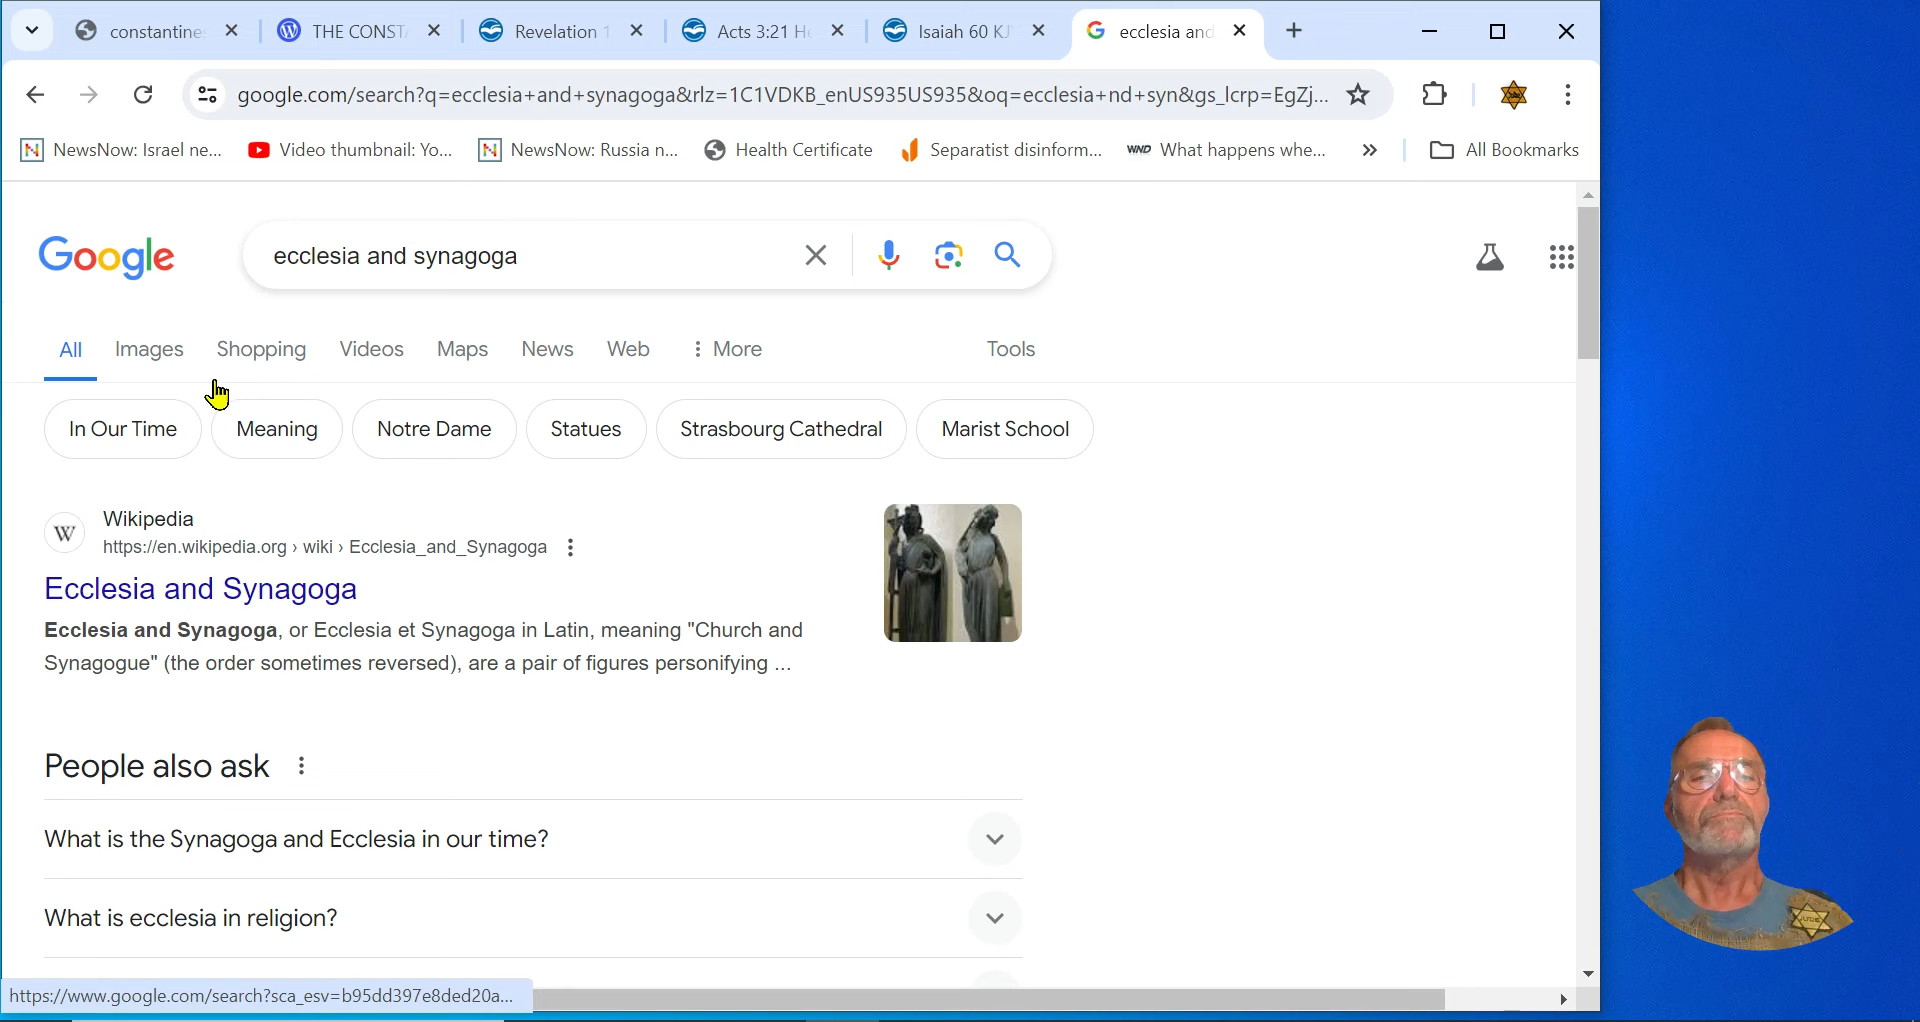 constantine
THE CONST
Revelation 1
Acts 3:21 H
Isaiah 60 KJ
ecclesia and
google.com/search?q=ecclesia+and+synagoga&rlz=1C1VDKB_enUS935US935&oq=ecclesia+nd+syn&gs_lcrp=EgZj...
NewsNow: Israel ne...
Video thumbnail: Yo...
NewsNow: Russia n...
Health Certificate
Separatist disinform...
WND
What happens whe...
All Bookmarks
Google
ecclesia and synagoga
All
Images
Shopping
Videos
Maps
News
Web
More
Tools
In Our Time
Meaning
Notre Dame
Statues
Strasbourg Cathedral
Marist School
W
Wikipedia
https://en.wikipedia.org › wiki › Ecclesia_and_Synagoga
Ecclesia and Synagoga
Ecclesia and Synagoga, or Ecclesia et Synagoga in Latin, meaning "Church and
Synagogue" (the order sometimes reversed), are a pair of figures personifying ...
People also ask
What is the Synagoga and Ecclesia in our time?
What is ecclesia in religion?
https://www.google.com/search?sca_esv=b95dd397e8ded20a...
JUDE